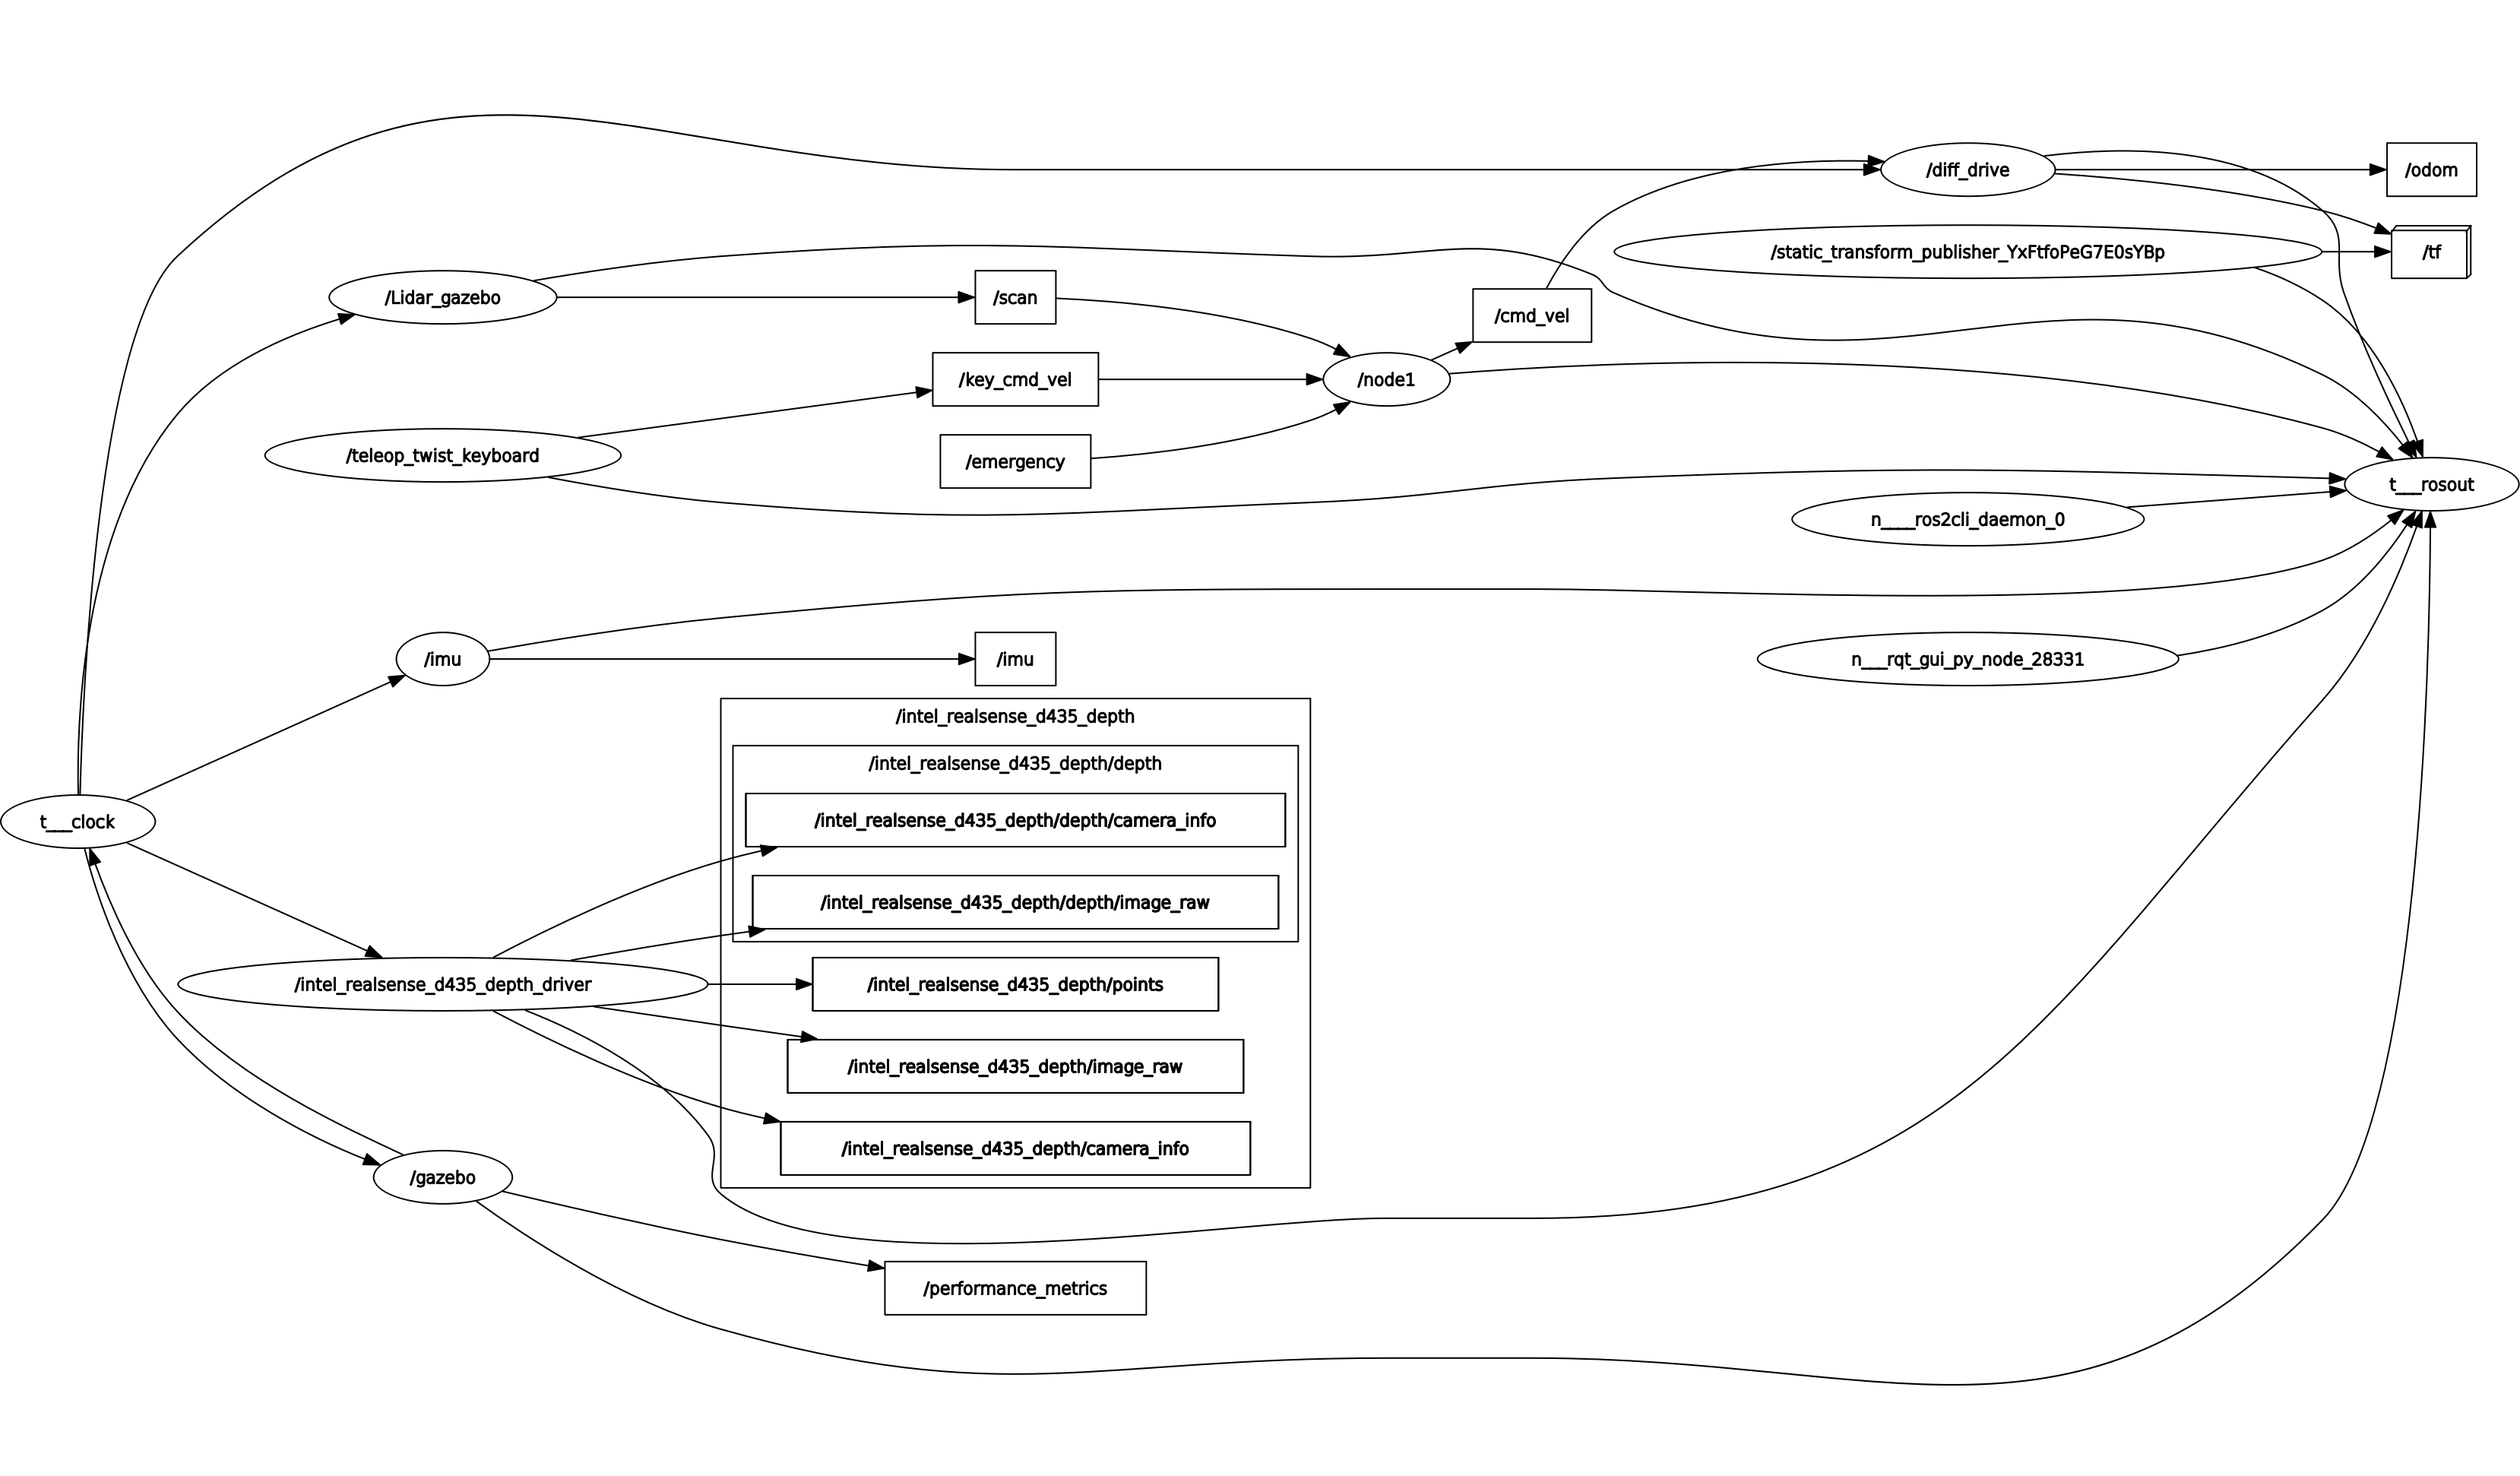 /diff_drive
/odom
/static_transform_publisher_YxFtfoPeG7E0sYBp
/tf
/Lidar_gazebo
/scan
/cmd_vel
/key_cmd_vel
/node1
/teleop_twist_keyboard
/emergency
t___rosout
n____ros2cli_daemon_0
/imu
/imu
n___rqt_gui_py_node_28331
/intel_realsense_d435_depth
/intel_realsense_d435_depth/depth
t___clock
/intel_realsense_d435_depth/depth/camera_info
/intel_realsense_d435_depth/depth/image_raw
/intel_realsense_d435_depth_driver
/intel_realsense_d435_depth/points
/intel_realsense_d435_depth/image_raw
/intel_realsense_d435_depth/camera_info
/gazebo
/performance_metrics